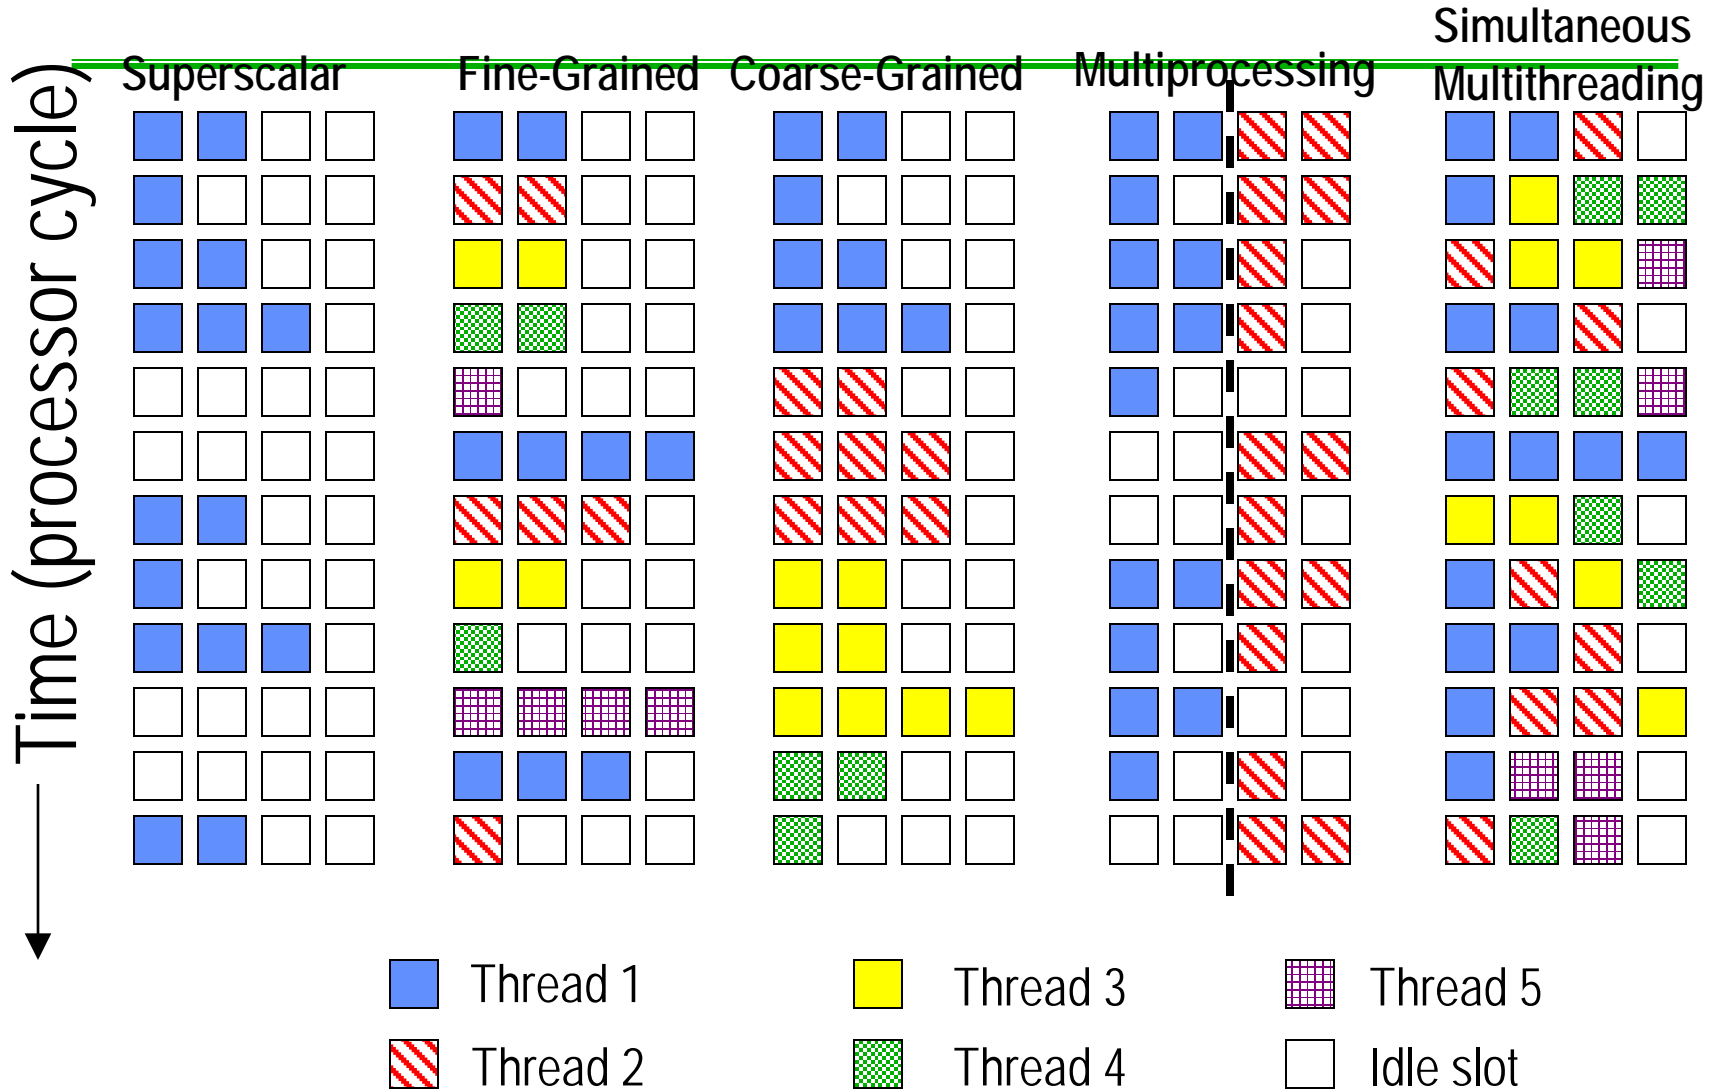 Simultaneous
Superscalar
Fine-Grained
Coarse-Grained
Multiprocessing
Multithreading
Time (processor cycle)
Thread 1
Thread 3
Thread 5
Thread 2
Thread 4
Idle slot